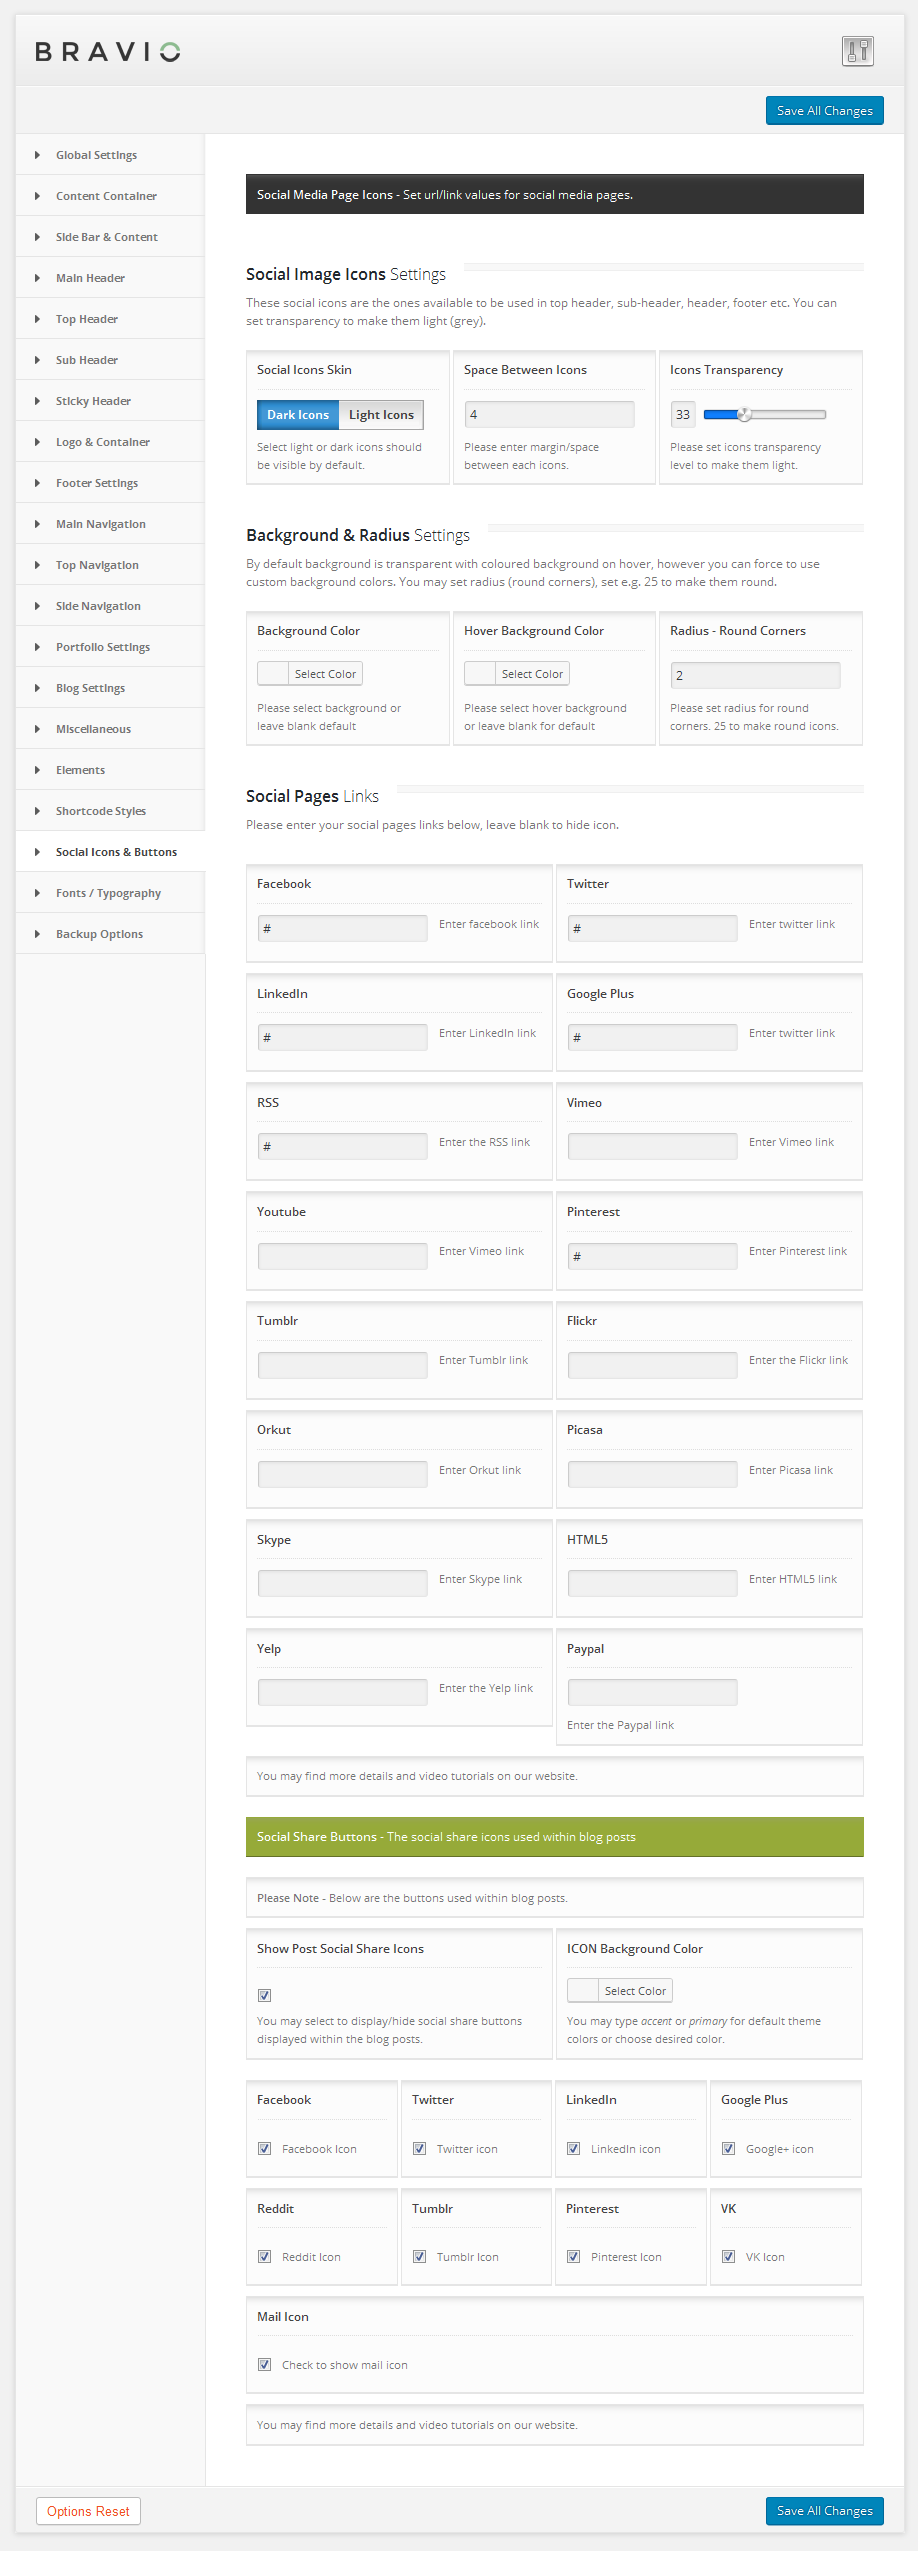 BRAVIO
Save All Changes
Global Settings
Content Container
Side Bar & Content
Main Header
Top Header
Sub Header
Sticky Header
Logo & Container
Footer Settings
Main Navigation
Top Navigation
Side Navigation
Portfolio Settings
Blog Settings
Miscellaneous
Elements
Shortcode Styles
Social Icons & Buttons
Fonts / Typography
Backup Options
Social Media Page Icons - Set url/link values for social media pages.
Social Image Icons Settings
These social icons are the ones available to be used in top header, sub-header, header, footer etc. You can
set transparency to make them light (grey).
Social Icons Skin
Dark Icons Light Icons
Select light or dark icons should
be visible by default.
Space Between Icons
4
Please enter margin/space
between each icons.
Icons Transparency
33
Please set icons transparency
level to make them light.
Background & Radius Settings
By default background is transparent with coloured background on hover, however you can force to use
custom background colors. You may set radius (round corners), set e.g. 25 to make them round.
Background Color
Select Color
Please select background or
leave blank default
Hover Background Color
Select Color
Please select hover background
or leave blank for default
Radius - Round Corners
2
Please set radius for round
corners. 25 to make round icons.
Social Pages Links
Please enter your social pages links below, leave blank to hide icon.
Facebook
# Enter facebook link
Twitter
# Enter twitter link
LinkedIn
# Enter LinkedIn link
Google Plus
# Enter twitter link
RSS
# Enter the RSS link
Vimeo
Enter Vimeo link
Youtube
Enter Vimeo link
Pinterest
# Enter Pinterest link
Tumblr
Enter Tumblr link
Flickr
Enter the Flickr link
Orkut
Enter Orkut link
Picasa
Enter Picasa link
Skype
Enter Skype link
HTML5
Enter HTML5 link
Yelp
Enter the Yelp link
Paypal
Enter the Paypal link
You may find more details and video tutorials on our website.
Social Share Buttons - The social share icons used within blog posts
Please Note - Below are the buttons used within blog posts.
Show Post Social Share Icons
You may select to display/hide social share buttons
displayed within the blog posts.
ICON Background Color
Select Color
You may type accent or primary for default theme
colors or choose desired color.
Facebook
Facebook Icon
Twitter
Twitter icon
LinkedIn
LinkedIn icon
Google Plus
Google+ icon
Reddit
Reddit Icon
Tumblr
Tumblr Icon
Pinterest
Pinterest Icon
VK
VK Icon
Mail Icon
Check to show mail icon
You may find more details and video tutorials on our website.
Options Reset
Save All Changes